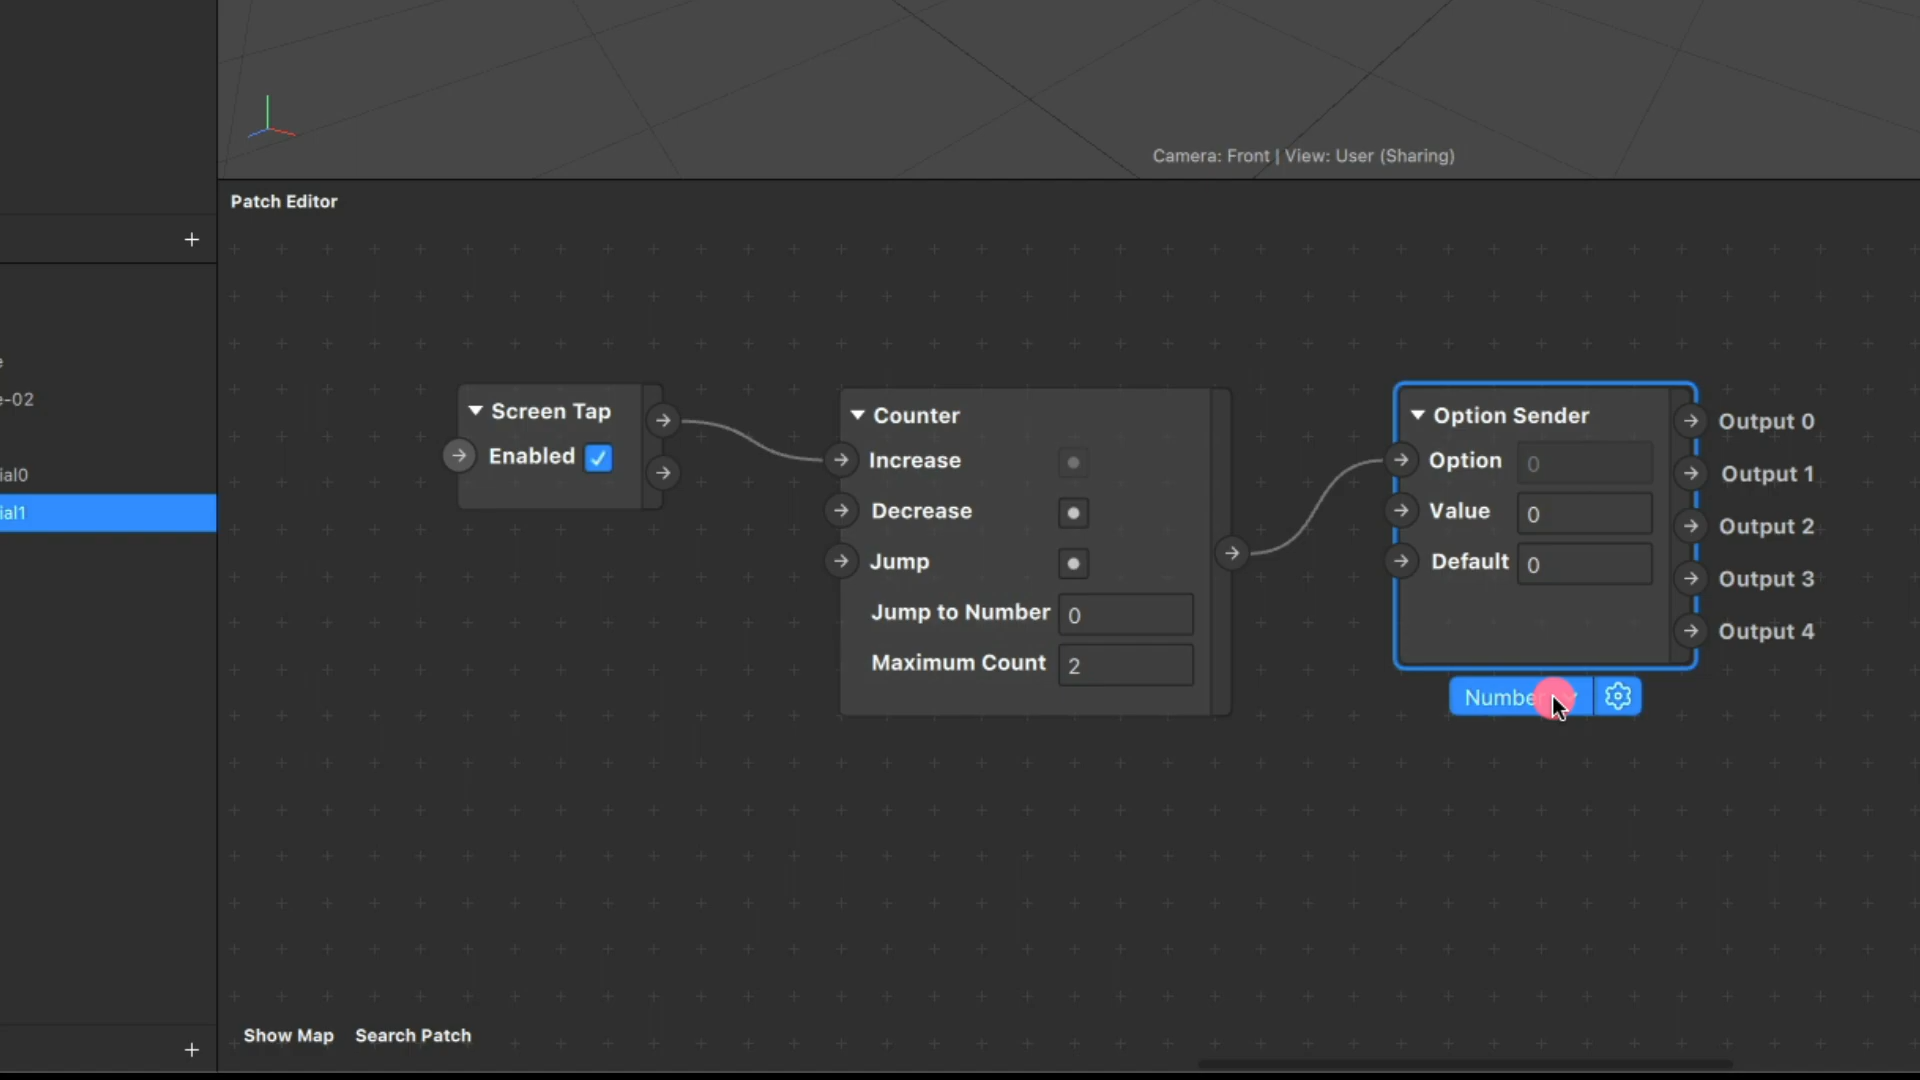 Camera: Front | View: User (Sharing)
Patch Editor
+
e
e-02
ial0
ial1
+
Screen Tap
Enabled
Counter
Increase
Decrease
Jump
Jump to Number 0
Maximum Count 2
Option Sender
Option 0
Value 0
Default 0
Output 0
Output 1
Output 2
Output 3
Output 4
Numbe
Show Map Search Patch